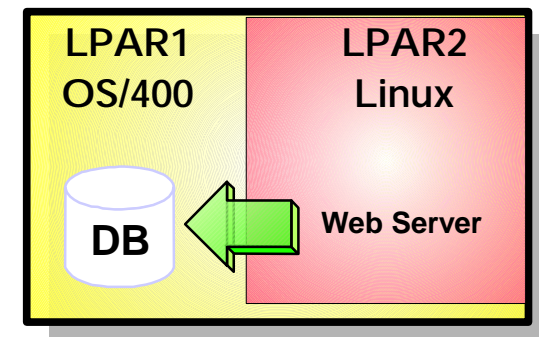 LPAR1
OS/400
DB
LPAR2
Linux
Web Server